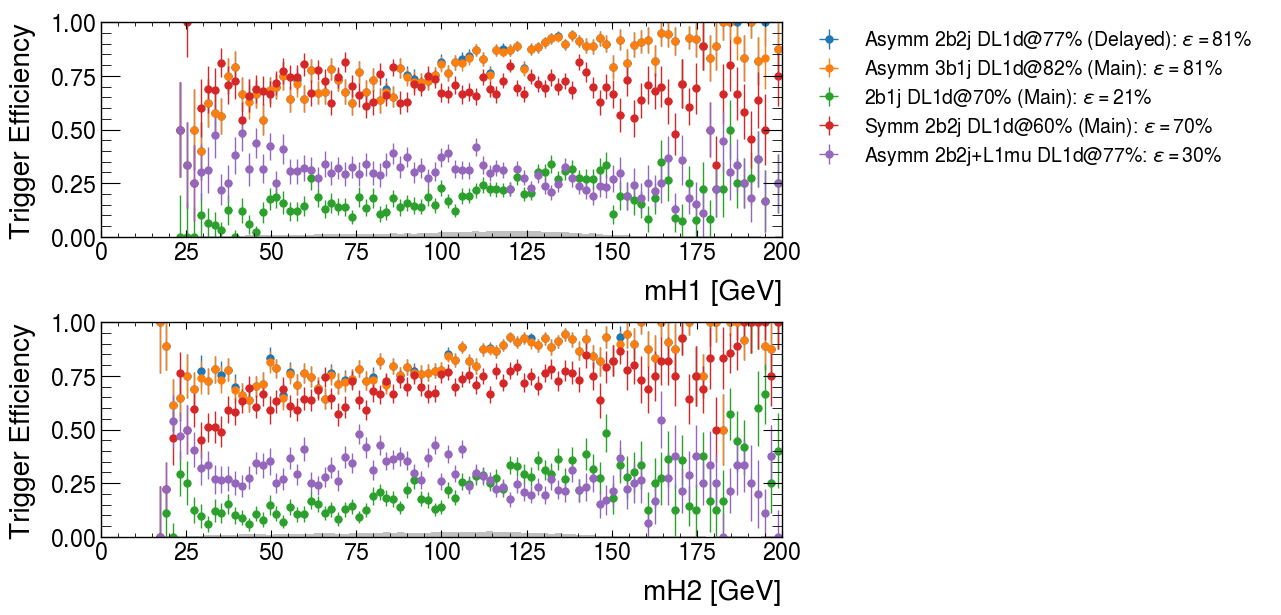 Trigger Efficiency
1.00
0.75
0.50
0.25
0.00
0 25 50 75 100 125 150 175 200
mH1 [GeV]
Asymm 2b2j DL1d@77% (Delayed): ε = 81%
Asymm 3b1j DL1d@82% (Main): ε = 81%
2b1j DL1d@70% (Main): ε = 21%
Symm 2b2j DL1d@60% (Main): ε = 70%
Asymm 2b2j+L1mu DL1d@77%: ε = 30%
Trigger Efficiency
1.00
0.75
0.50
0.25
0.00
0 25 50 75 100 125 150 175 200
mH2 [GeV]